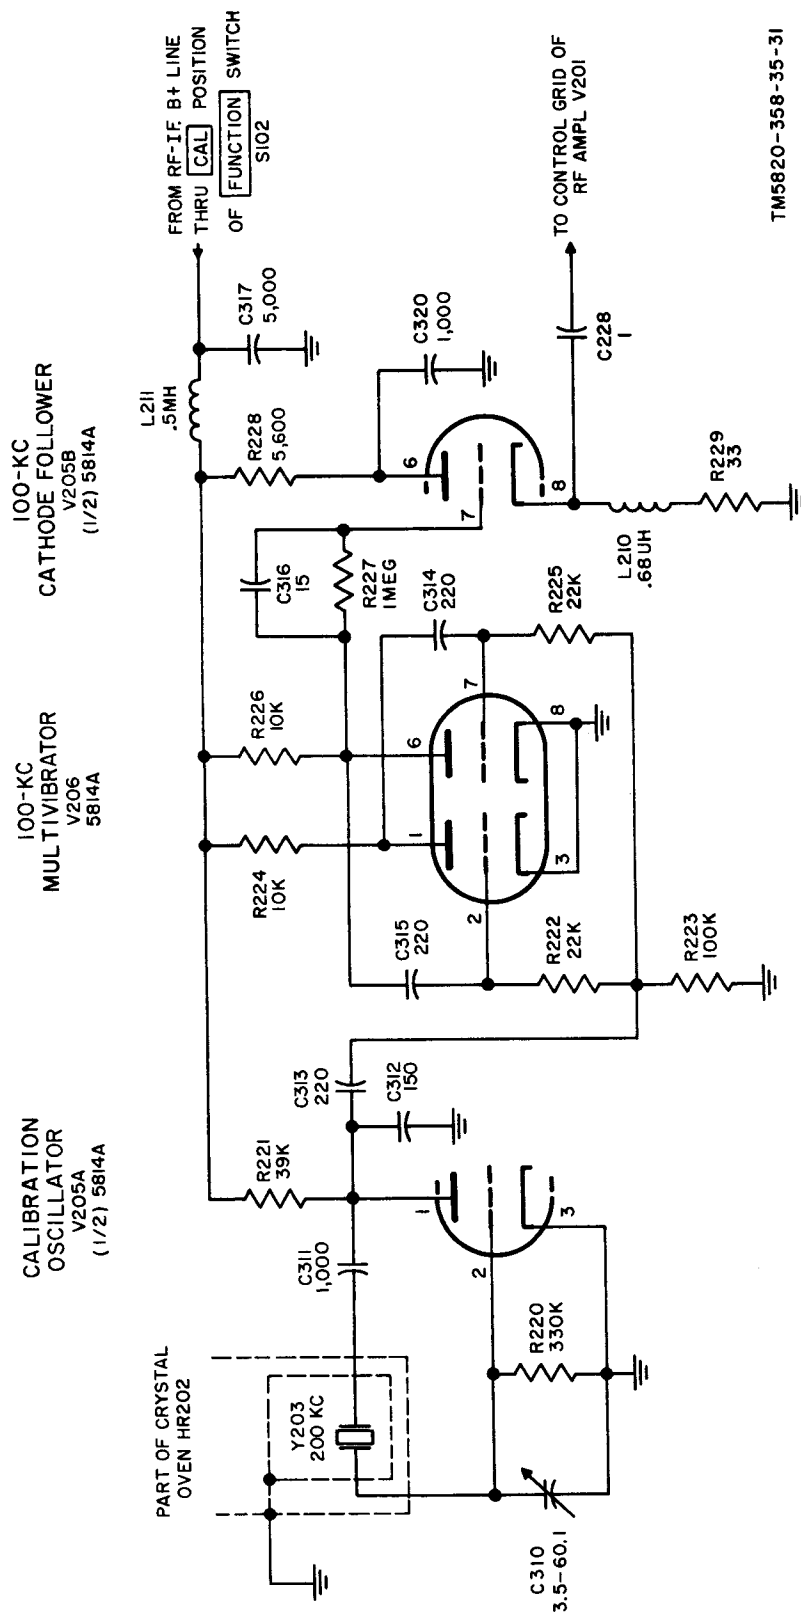 CALIBRATION
OSCILLATOR
V205A
(1/2) 5814A
100-KC
MULTIVIBRATOR
V206
5814A
100-KC
CATHODE FOLLOWER
V205B
(1/2) 5814A
PART OF CRYSTAL
OVEN HR202
Y203
200 KC
C310
3.5-60.1
R220
330K
C311
1,000
R221
39K
1
2
3
C313
220
C312
150
C315
220
R222
22K
R223
100K
R224
10K
R226
10K
1
6
2
7
3
8
C316
15
R227
1MEG
C314
220
R225
22K
L211
.5MH
R228
5,600
C317
5,000
C320
1,000
6
7
8
L210
.68UH
R229
33
C228
1
FROM RF-IF. B+ LINE
THRU CAL POSITION
OF FUNCTION SWITCH
S102
TO CONTROL GRID OF
RF AMPL V201
TM5820-358-35-31